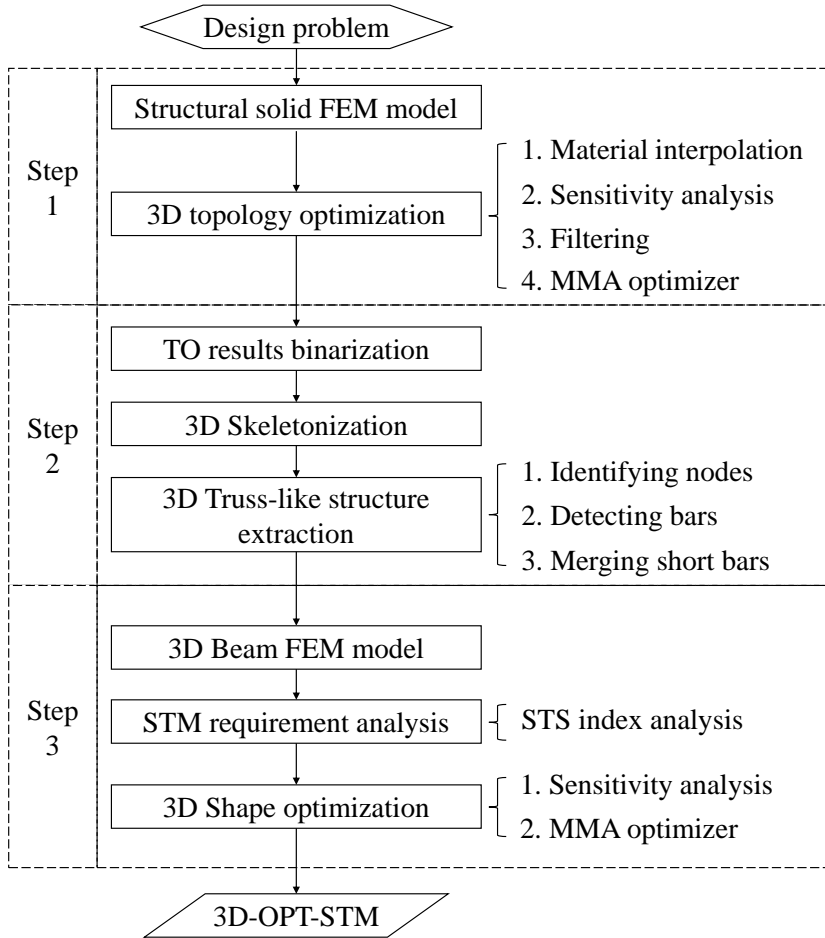 Design problem
Step
1
Structural solid FEM model
3D topology optimization
1. Material interpolation
2. Sensitivity analysis
3. Filtering
4. MMA optimizer
Step
2
TO results binarization
3D Skeletonization
3D Truss-like structure
extraction
1. Identifying nodes
2. Detecting bars
3. Merging short bars
Step
3
3D Beam FEM model
STM requirement analysis
STS index analysis
3D Shape optimization
1. Sensitivity analysis
2. MMA optimizer
3D-OPT-STM